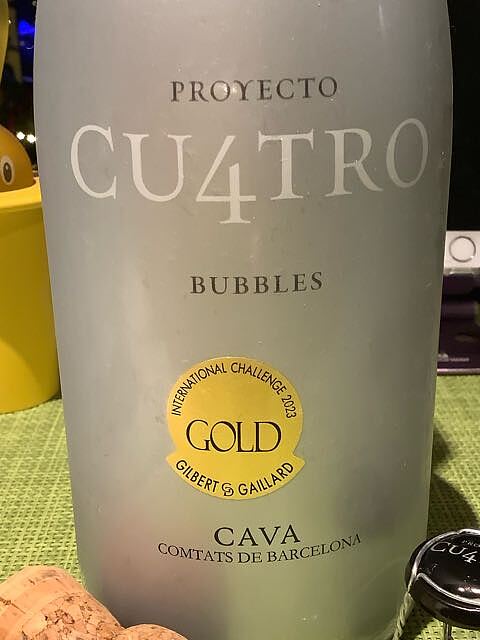 PROYECTO
CU4TRO
BUBBLES
INTERNATIONAL CHALLENGE 2023
GOLD
GILBERT & GAILLARD
CAVA
COMTATS DE BARCELONA
CU4